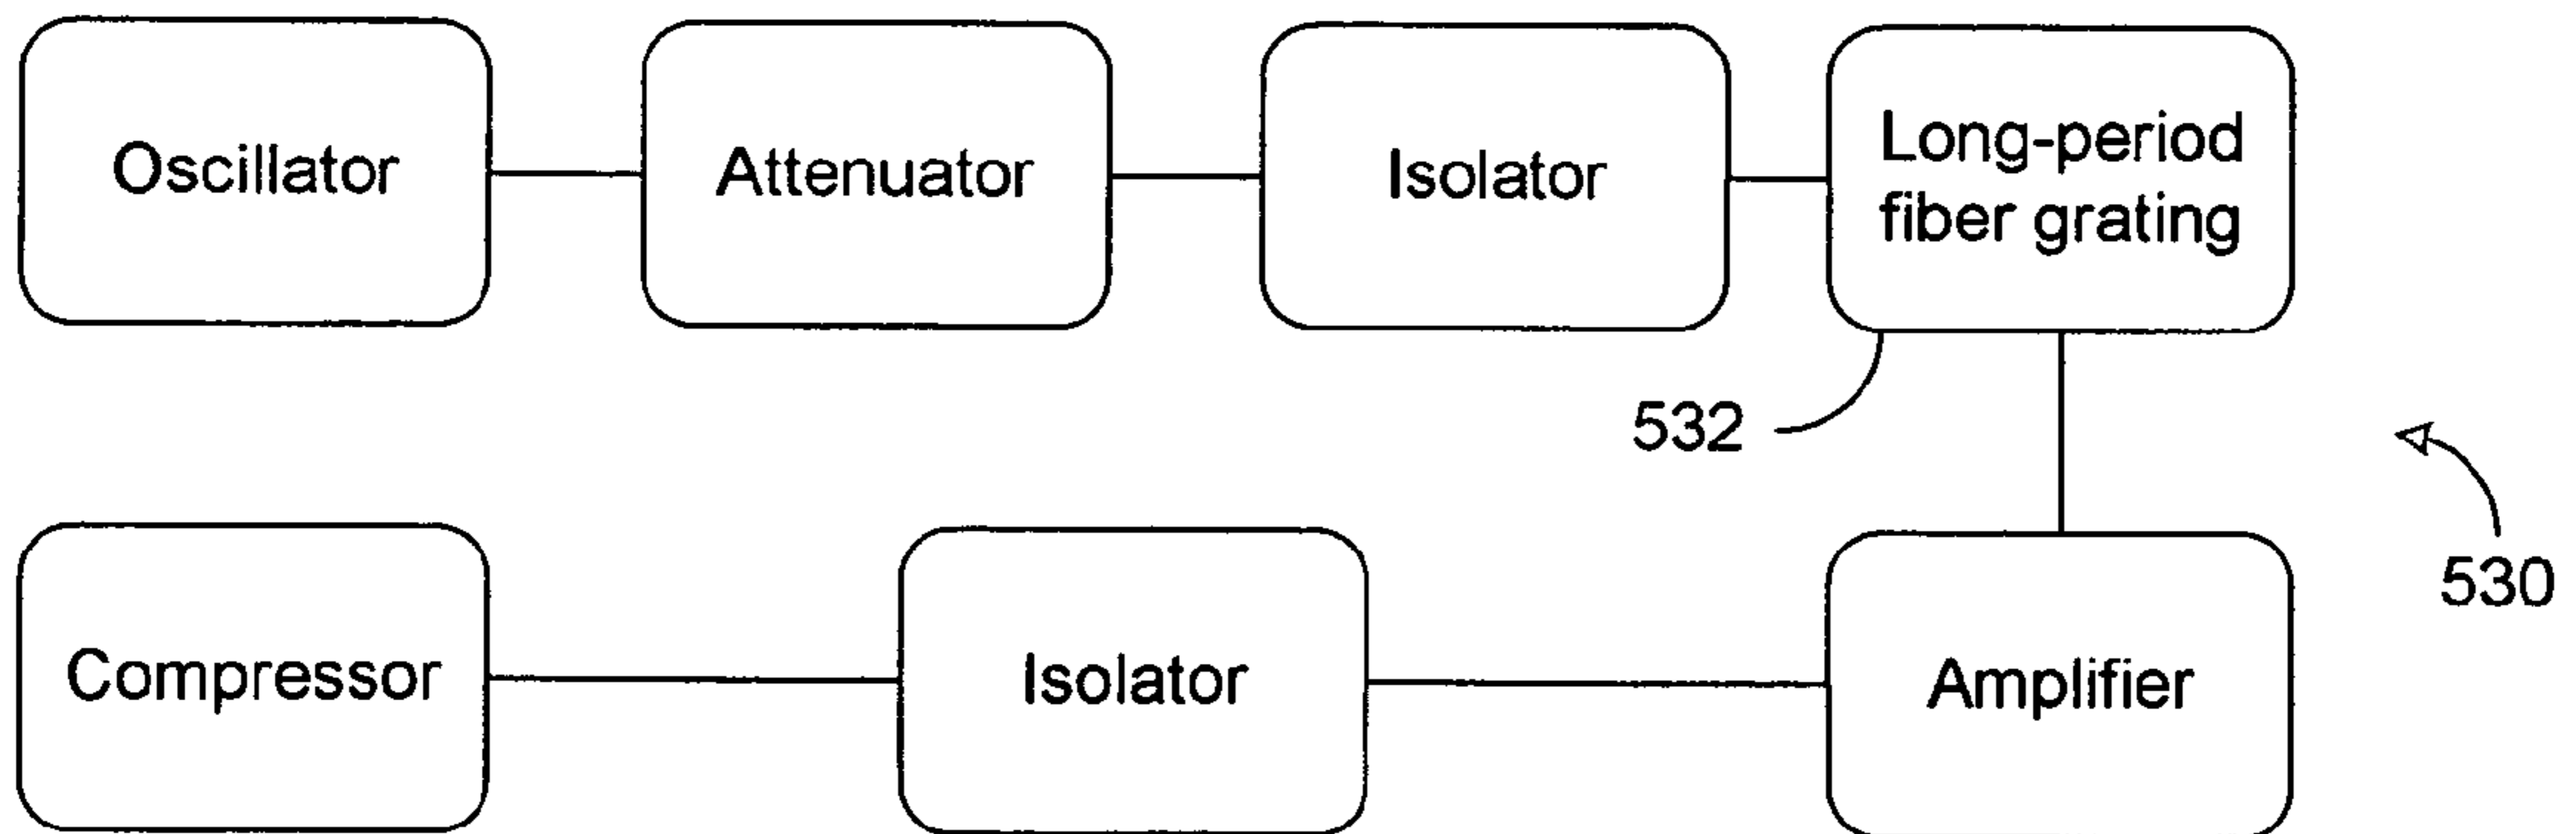 Oscillator
Attenuator
Isolator
Long-period
fiber grating
532
530
Compressor
Isolator
Amplifier